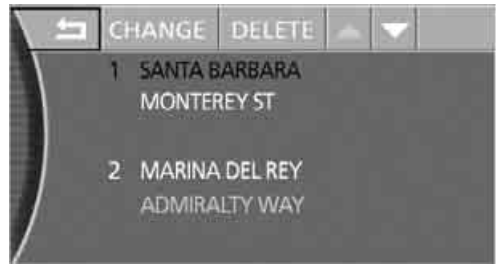 CHANGE DELETE
1 SANTA BARBARA
MONTEREY ST
2 MARINA DEL REY
ADMIRALTY WAY